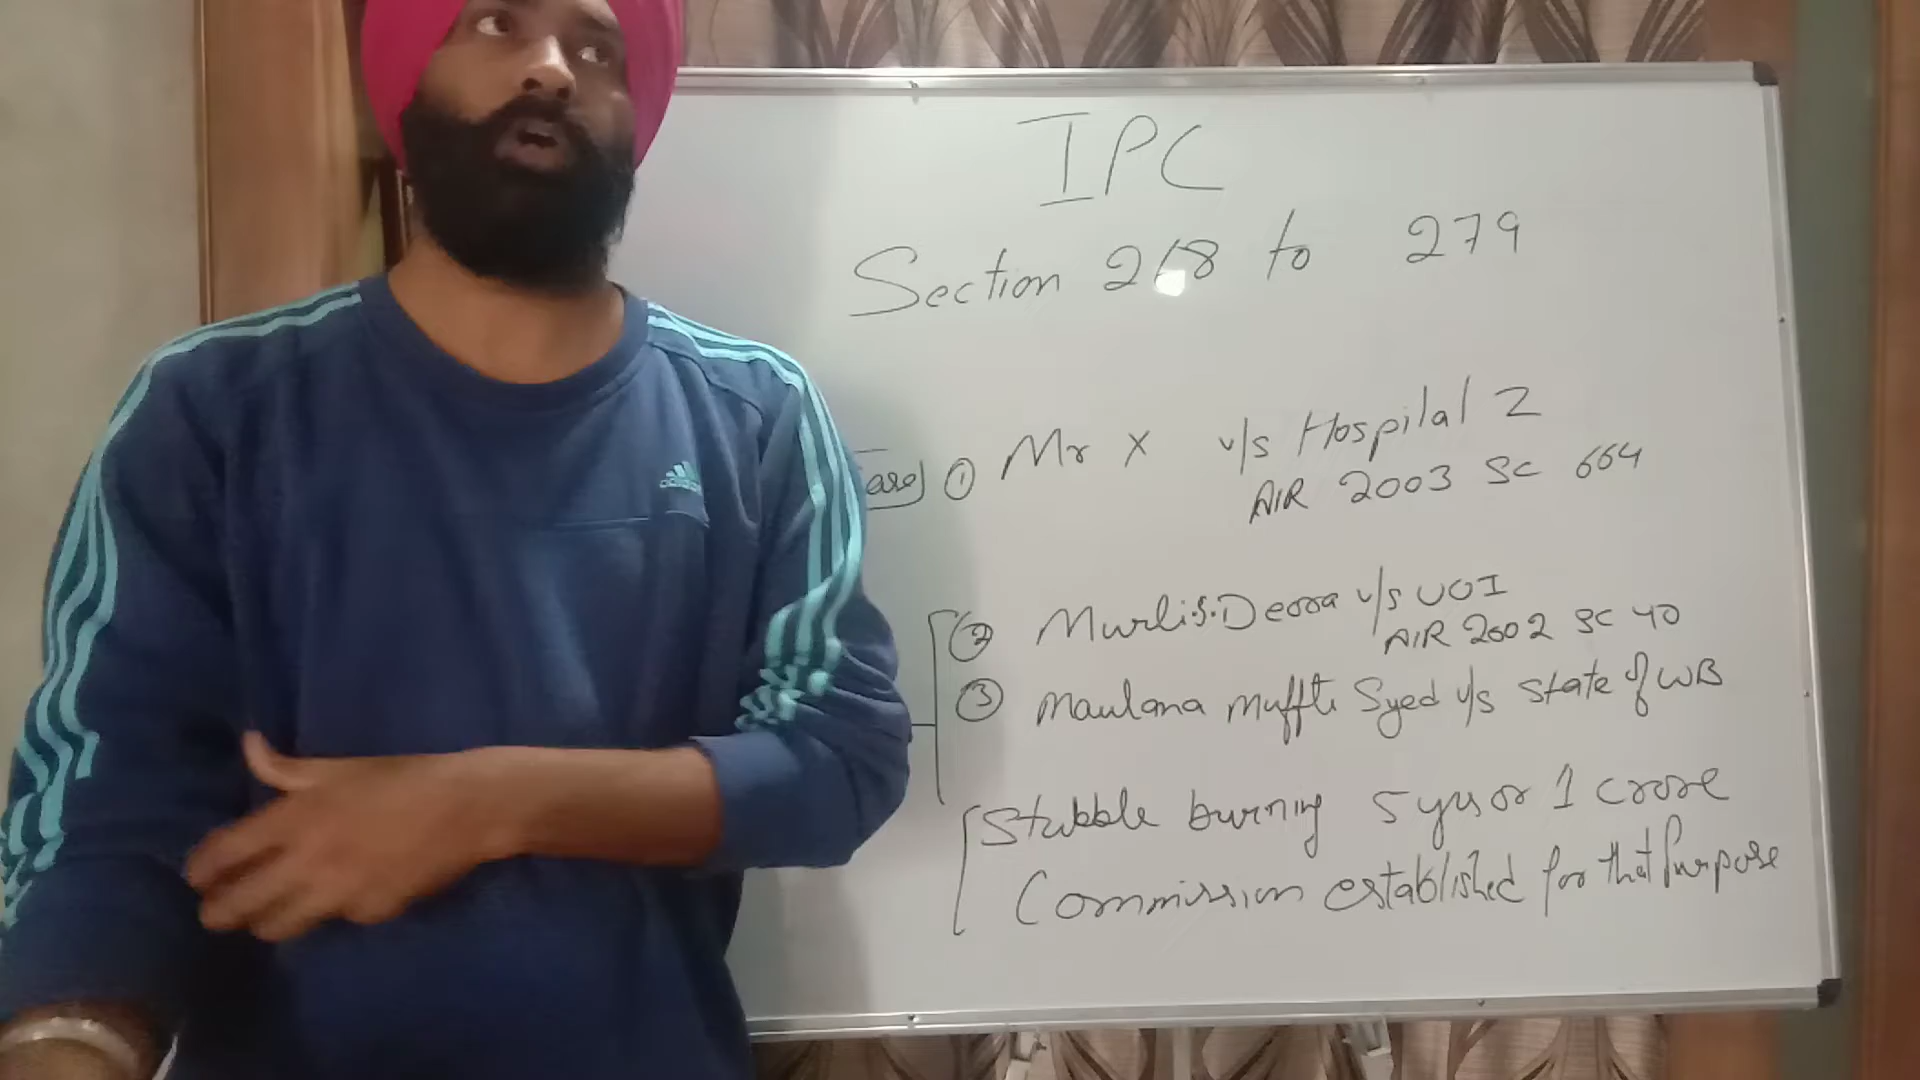 IPC
Section 268 to 279
① Mr X v/s Hospital Z
AIR 2003 SC 664
② Murli.S.Deora v/s UOI
AIR 2002 SC 40
③ Maulana Muffti Syed v/s State of WB
Stubble burning 5 yrs or 1 crore
Commission established for that Purpose
adidas